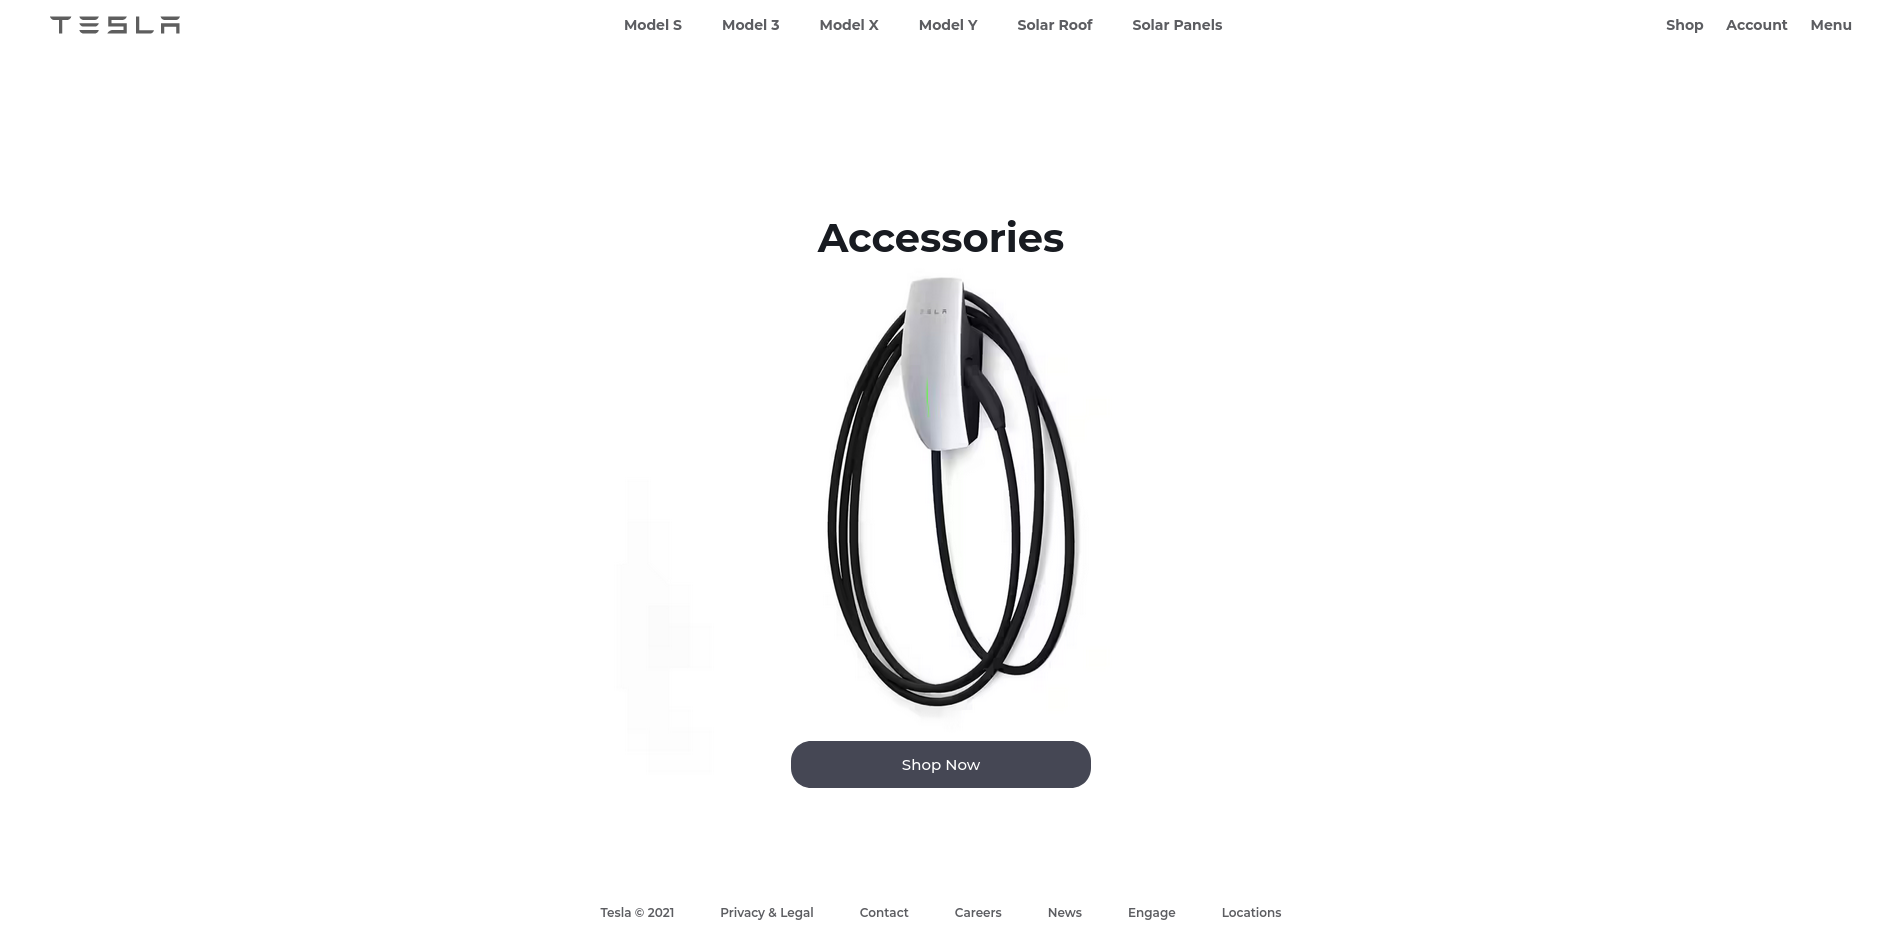 TESLA Model S Model 3 Model X Model Y Solar Roof Solar Panels Shop Account Menu
Accessories
Shop Now
Tesla © 2021 Privacy & Legal Contact Careers News Engage Locations